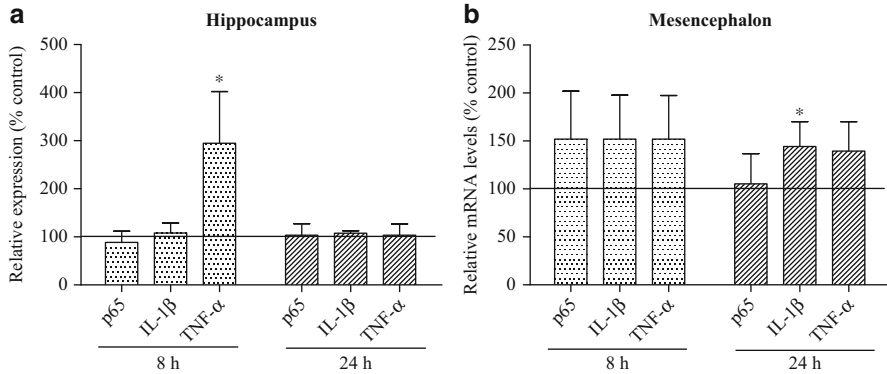 a
Hippocampus
Relative expression (% control)
500
400
300
200
100
0
*
p65
IL-1β
TNF-α
p65
IL-1β
TNF-α
8 h
24 h
b
Mesencephalon
Relative mRNA levels (% control)
250
200
150
100
50
0
*
p65
IL-1β
TNF-α
p65
IL-1β
TNF-α
8 h
24 h